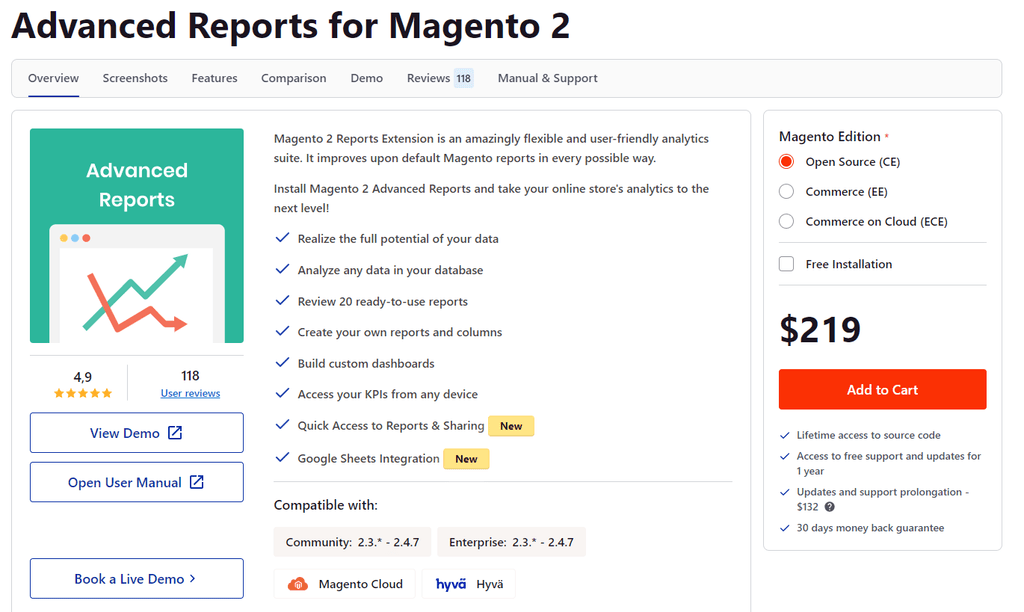 Advanced Reports for Magento 2
Overview Screenshots Features Comparison Demo Reviews 118 Manual & Support
Advanced
Reports
4,9
118
User reviews
View Demo
Open User Manual
Book a Live Demo
Magento 2 Reports Extension is an amazingly flexible and user-friendly analytics
suite. It improves upon default Magento reports in every possible way.
Install Magento 2 Advanced Reports and take your online store's analytics to the
next level!
Realize the full potential of your data
Analyze any data in your database
Review 20 ready-to-use reports
Create your own reports and columns
Build custom dashboards
Access your KPIs from any device
Quick Access to Reports & Sharing New
Google Sheets Integration New
Compatible with:
Community: 2.3.* - 2.4.7 Enterprise: 2.3.* - 2.4.7
Magento Cloud hyvä Hyvä
Magento Edition *
Open Source (CE)
Commerce (EE)
Commerce on Cloud (ECE)
Free Installation
$219
Add to Cart
Lifetime access to source code
Access to free support and updates for
1 year
Updates and support prolongation -
$132 ?
30 days money back guarantee